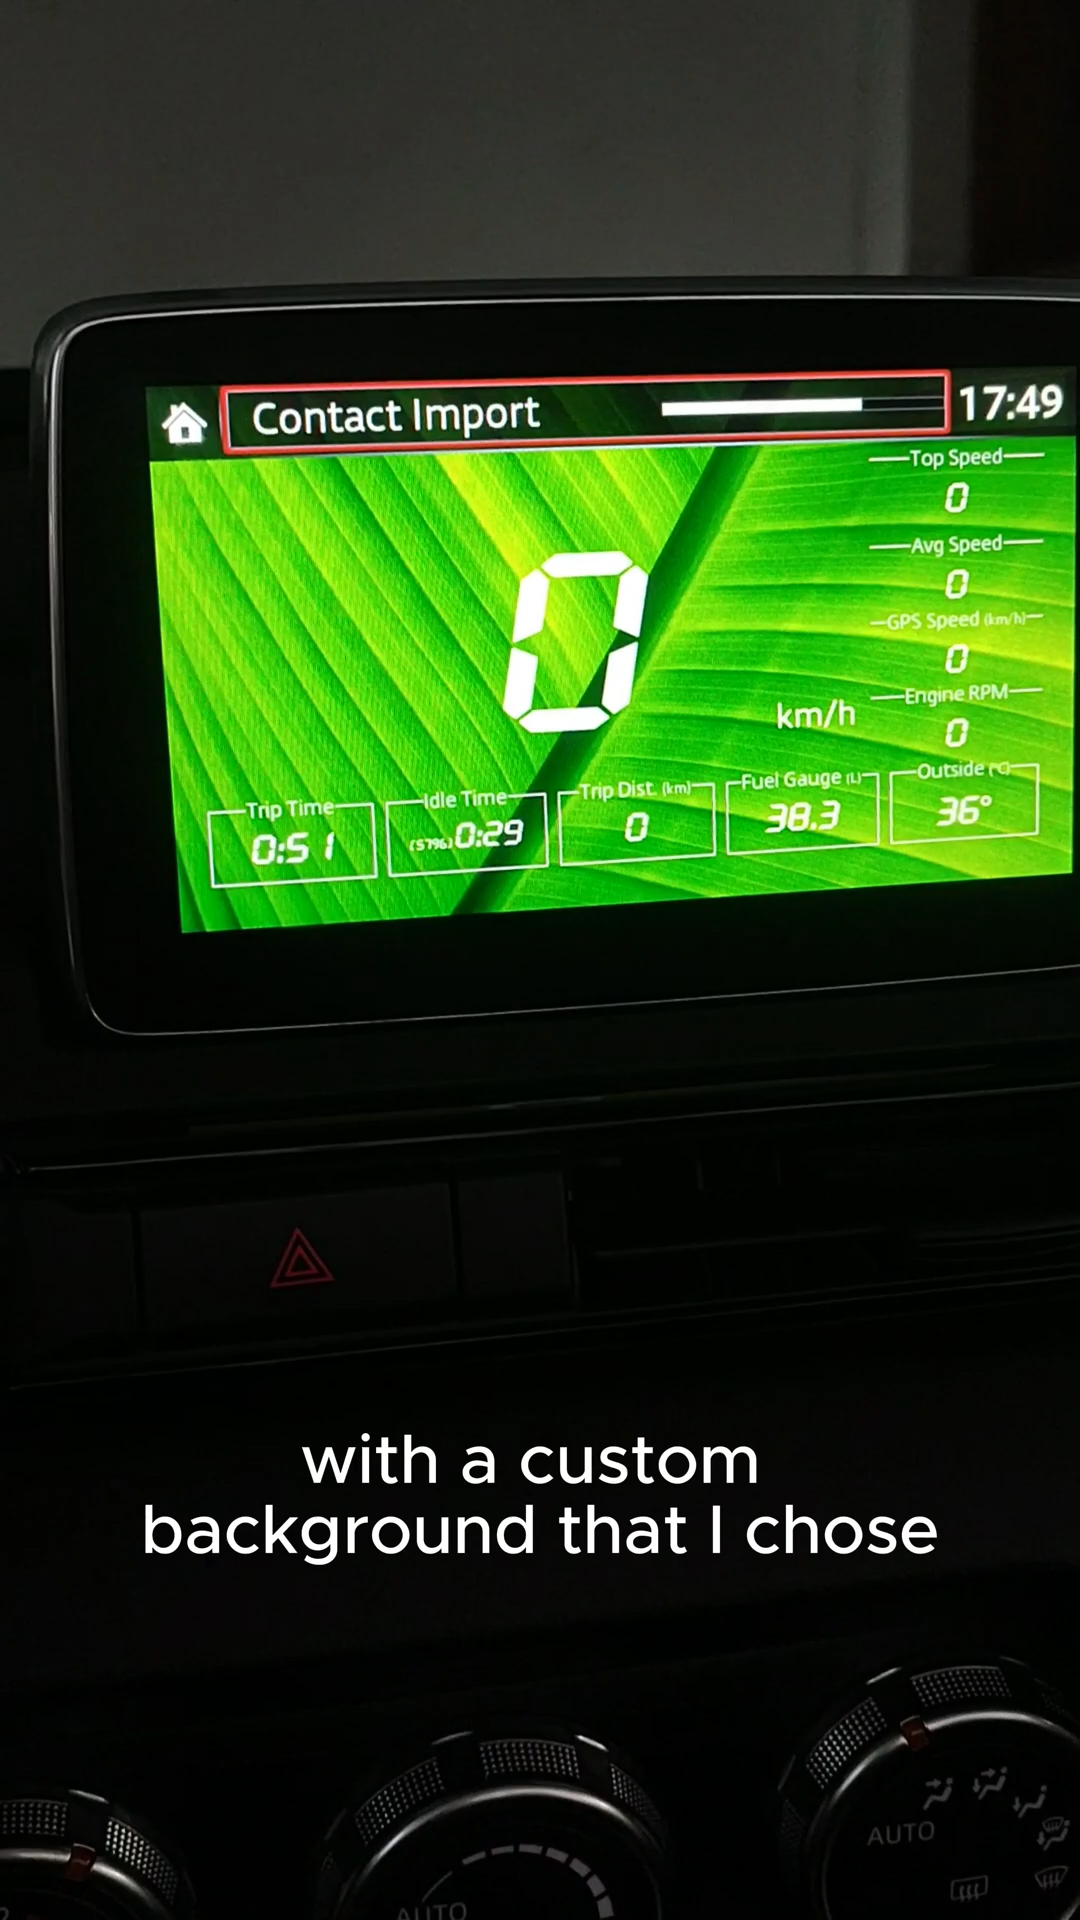 Contact Import
17:49
Top Speed
0
Avg Speed
0
GPS Speed (km/h)
0
Engine RPM
0
0
km/h
Trip Time
0:51
Idle Time
(57%) 0:29
Trip Dist. (km)
0
Fuel Gauge (L)
38.3
Outside (°C)
36°
with a custom
background that I chose
AUTO
AUTO